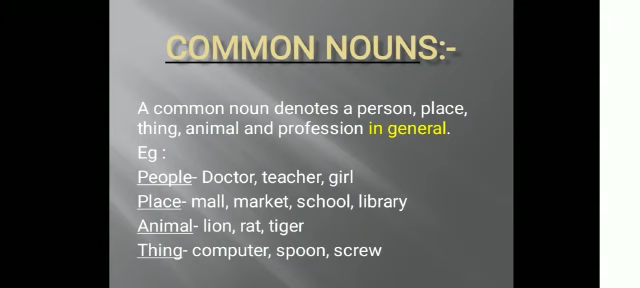 COMMON NOUNS:-
A common noun denotes a person, place,
thing, animal and profession in general.
Eg :
People- Doctor, teacher, girl
Place- mall, market, school, library
Animal- lion, rat, tiger
Thing- computer, spoon, screw